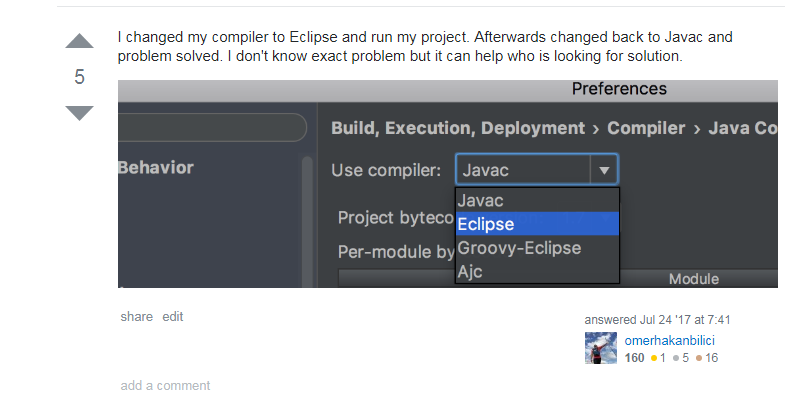 I changed my compiler to Eclipse and run my project. Afterwards changed back to Javac and
problem solved. I don't know exact problem but it can help who is looking for solution.
5
Preferences
Build, Execution, Deployment › Compiler › Java Co
Behavior
Use compiler: Javac
Javac
Project byteco
Eclipse
Per-module by
Groovy-Eclipse
Ajc
Module
share edit
answered Jul 24 '17 at 7:41
omerhakanbilici
160 1 5 16
add a comment